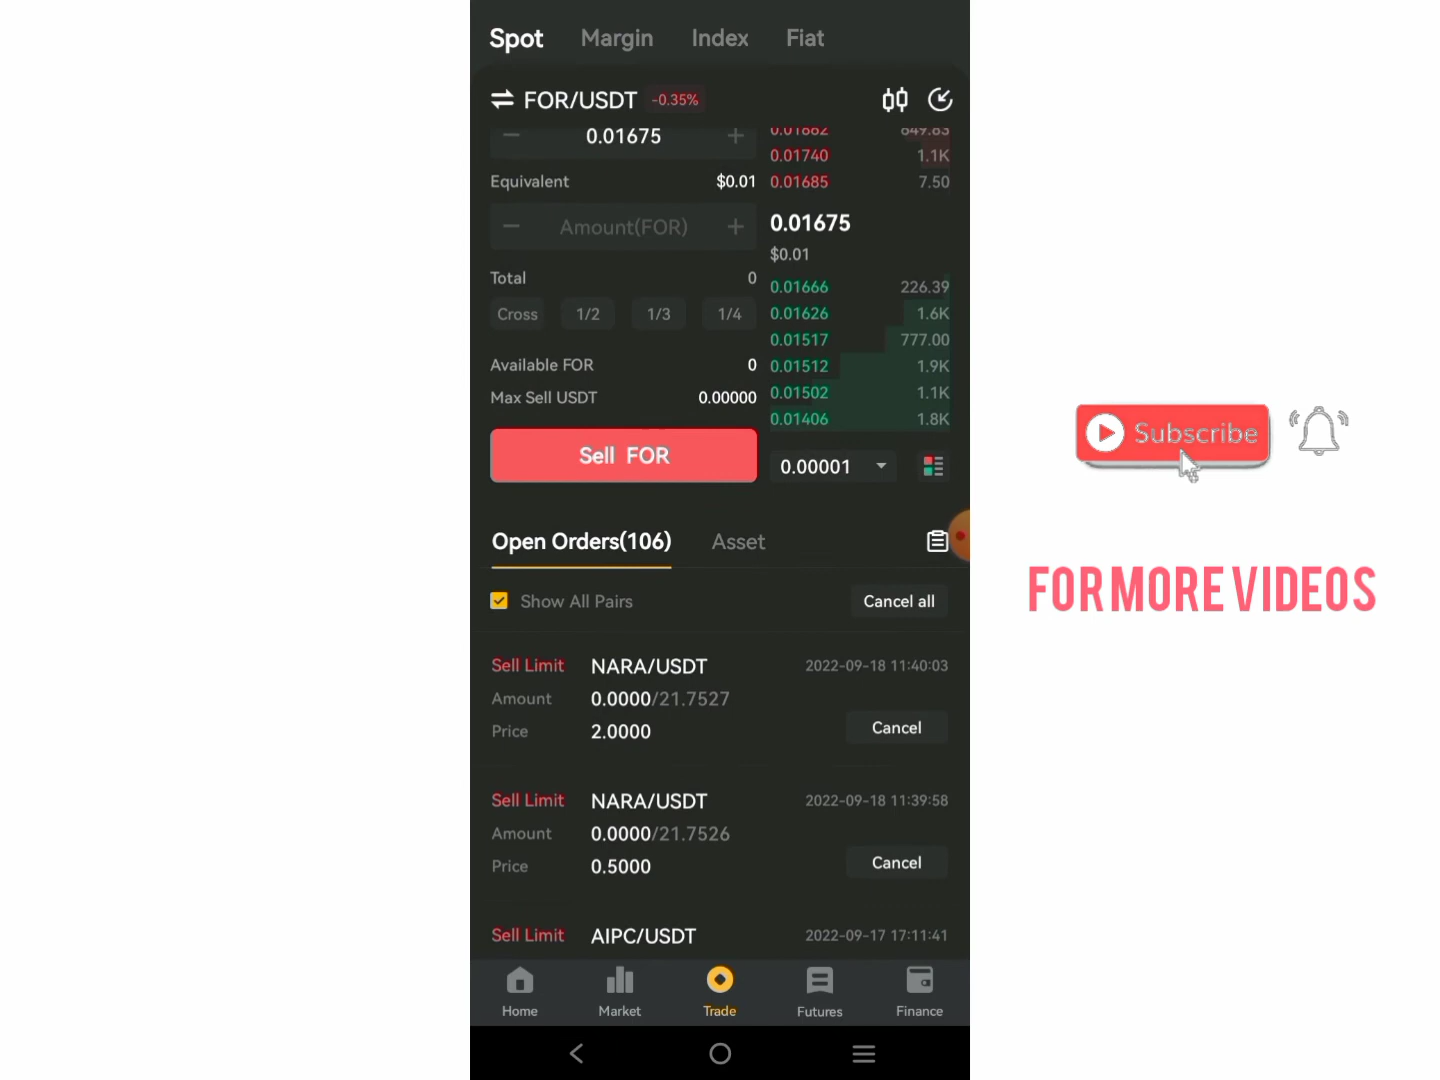 Spot Margin Index Fiat
FOR/USDT -0.35%
0.01675
Equivalent $0.01
Amount(FOR)
Total 0
Cross 1/2 1/3 1/4
Available FOR 0
Max Sell USDT 0.00000
Sell FOR
0.01740 1.1K
0.01685 7.50
0.01675
$0.01
0.01666 226.39
0.01626 1.6K
0.01517 777.00
0.01512 1.9K
0.01502 1.1K
0.01406 1.8K
0.00001
Open Orders(106) Asset
Show All Pairs Cancel all
Sell Limit NARA/USDT 2022-09-18 11:40:03
Amount 0.0000/21.7527
Price 2.0000 Cancel
Sell Limit NARA/USDT 2022-09-18 11:39:58
Amount 0.0000/21.7526
Price 0.5000 Cancel
Sell Limit AIPC/USDT 2022-09-17 17:11:41
Home Market Trade Futures Finance
Subscribe
FOR MORE VIDEOS